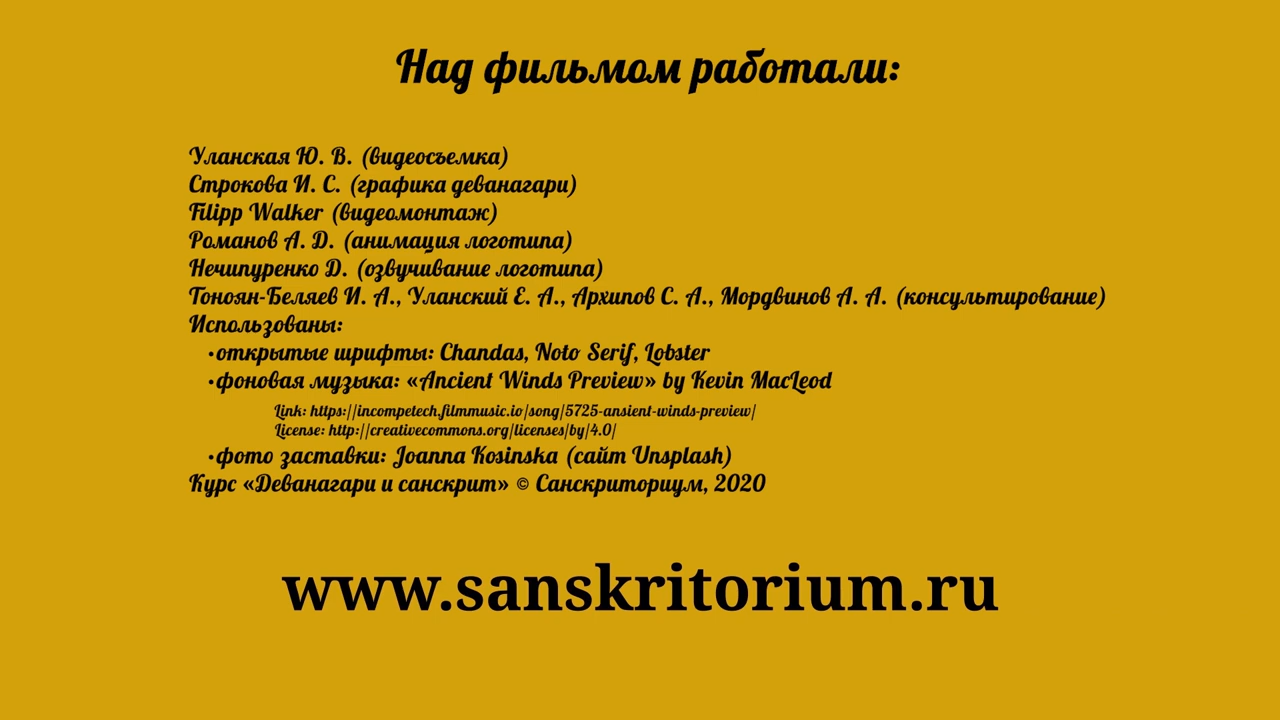 Над фильмом работали:
Уланская Ю. В. (видеосъемка)
Строкова И. С. (графика деванагари)
Filipp Walker (видеомонтаж)
Романов А. Д. (анимация логотипа)
Нечипуренко Д. (озвучивание логотипа)
Тоноян-Беляев И. А., Уланский Е. А., Архипов С. А., Мордвинов А. А. (консультирование)
Использованы:
•открытые шрифты: Chandas, Noto Serif, Lobster
•фоновая музыка: «Ancient Winds Preview» by Kevin MacLeod
Link: https://incompetech.filmmusic.io/song/5725-ansient-winds-preview/
License: http://creativecommons.org/licenses/by/4.0/
•фото заставки: Joanna Kosinska (сайт Unsplash)
Курс «Деванагари и санскрит» © Санскриториум, 2020
www.sanskritorium.ru